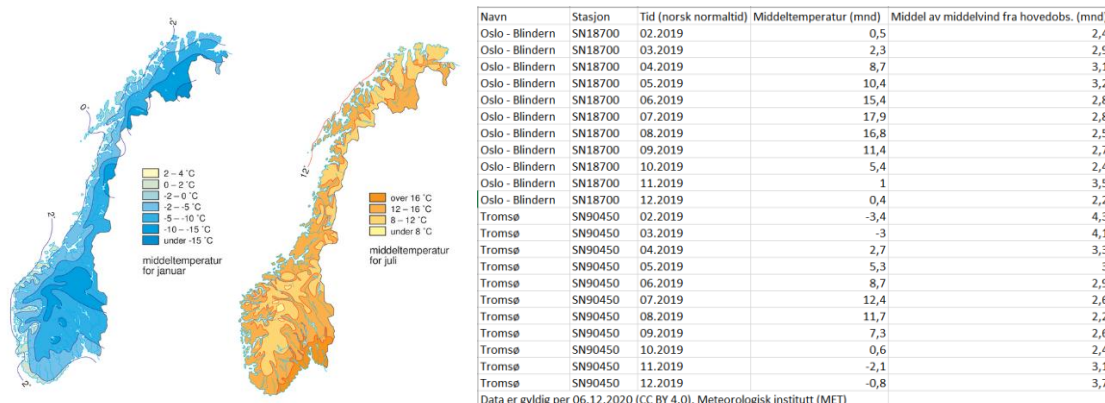 -2°
0°
2 – 4 °C
0 – 2 °C
-2 – 0 °C
-2 – -5 °C
-5 – -10 °C
-10 – -15 °C
under -15 °C
middeltemperatur
for januar
-2°
2°
12°
over 16 °C
12 – 16 °C
8 – 12 °C
under 8 °C
middeltemperatur
for juli
Navn Stasjon Tid (norsk normaltid) Middeltemperatur (mnd) Middel av middelvind fra hovedobs. (mnd)
Oslo - Blindern SN18700 02.2019 0,5 2,4
Oslo - Blindern SN18700 03.2019 2,3 2,9
Oslo - Blindern SN18700 04.2019 8,7 3,1
Oslo - Blindern SN18700 05.2019 10,4 3,2
Oslo - Blindern SN18700 06.2019 15,4 2,8
Oslo - Blindern SN18700 07.2019 17,9 2,8
Oslo - Blindern SN18700 08.2019 16,8 2,5
Oslo - Blindern SN18700 09.2019 11,4 2,7
Oslo - Blindern SN18700 10.2019 5,4 2,4
Oslo - Blindern SN18700 11.2019 1 3,5
Oslo - Blindern SN18700 12.2019 0,4 2,2
Tromsø SN90450 02.2019 -3,4 4,3
Tromsø SN90450 03.2019 -3 4,1
Tromsø SN90450 04.2019 2,7 3,3
Tromsø SN90450 05.2019 5,3 3
Tromsø SN90450 06.2019 8,7 2,9
Tromsø SN90450 07.2019 12,4 2,6
Tromsø SN90450 08.2019 11,7 2,2
Tromsø SN90450 09.2019 7,3 2,6
Tromsø SN90450 10.2019 0,6 2,4
Tromsø SN90450 11.2019 -2,1 3,1
Tromsø SN90450 12.2019 -0,8 3,7
Data er gyldig per 06.12.2020 (CC BY 4.0), Meteorologisk institutt (MET)